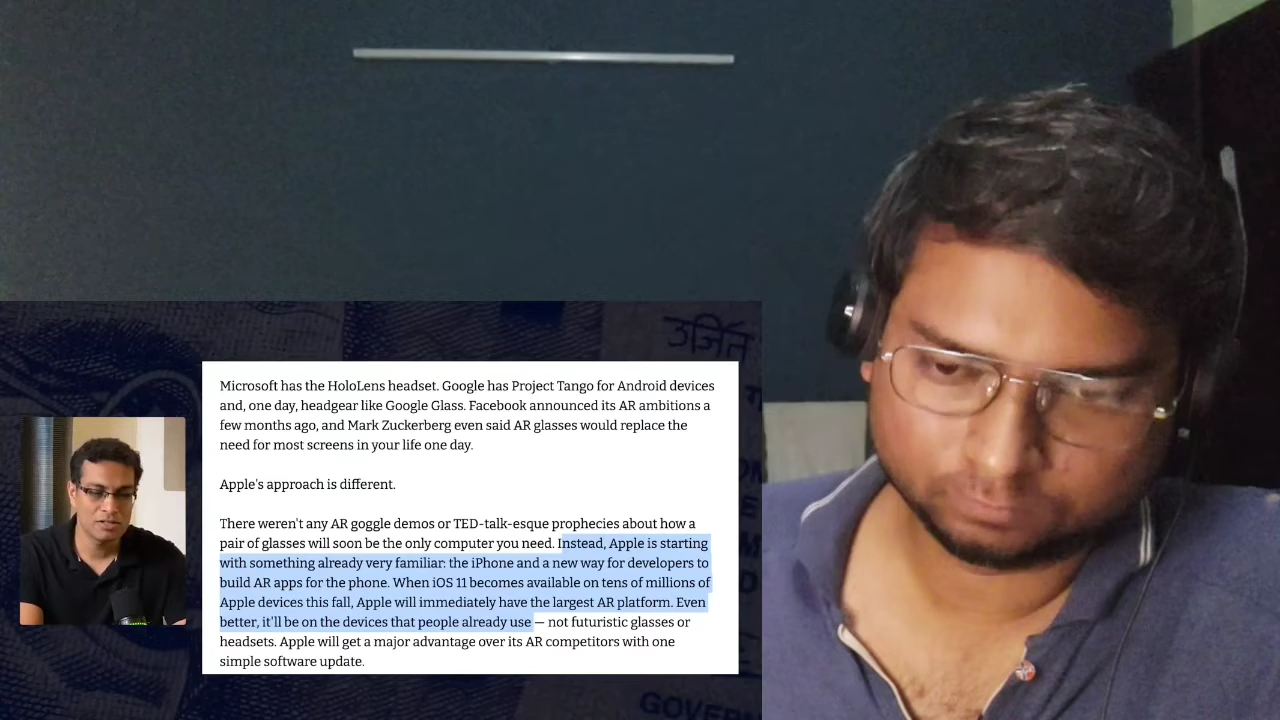 उर्जित
Microsoft has the HoloLens headset. Google has Project Tango for Android devices
and, one day, headgear like Google Glass. Facebook announced its AR ambitions a
few months ago, and Mark Zuckerberg even said AR glasses would replace the
need for most screens in your life one day.
Apple's approach is different.
There weren't any AR goggle demos or TED-talk-esque prophecies about how a
pair of glasses will soon be the only computer you need. Instead, Apple is starting
with something already very familiar: the iPhone and a new way for developers to
build AR apps for the phone. When iOS 11 becomes available on tens of millions of
Apple devices this fall, Apple will immediately have the largest AR platform. Even
better, it'll be on the devices that people already use — not futuristic glasses or
headsets. Apple will get a major advantage over its AR competitors with one
simple software update.